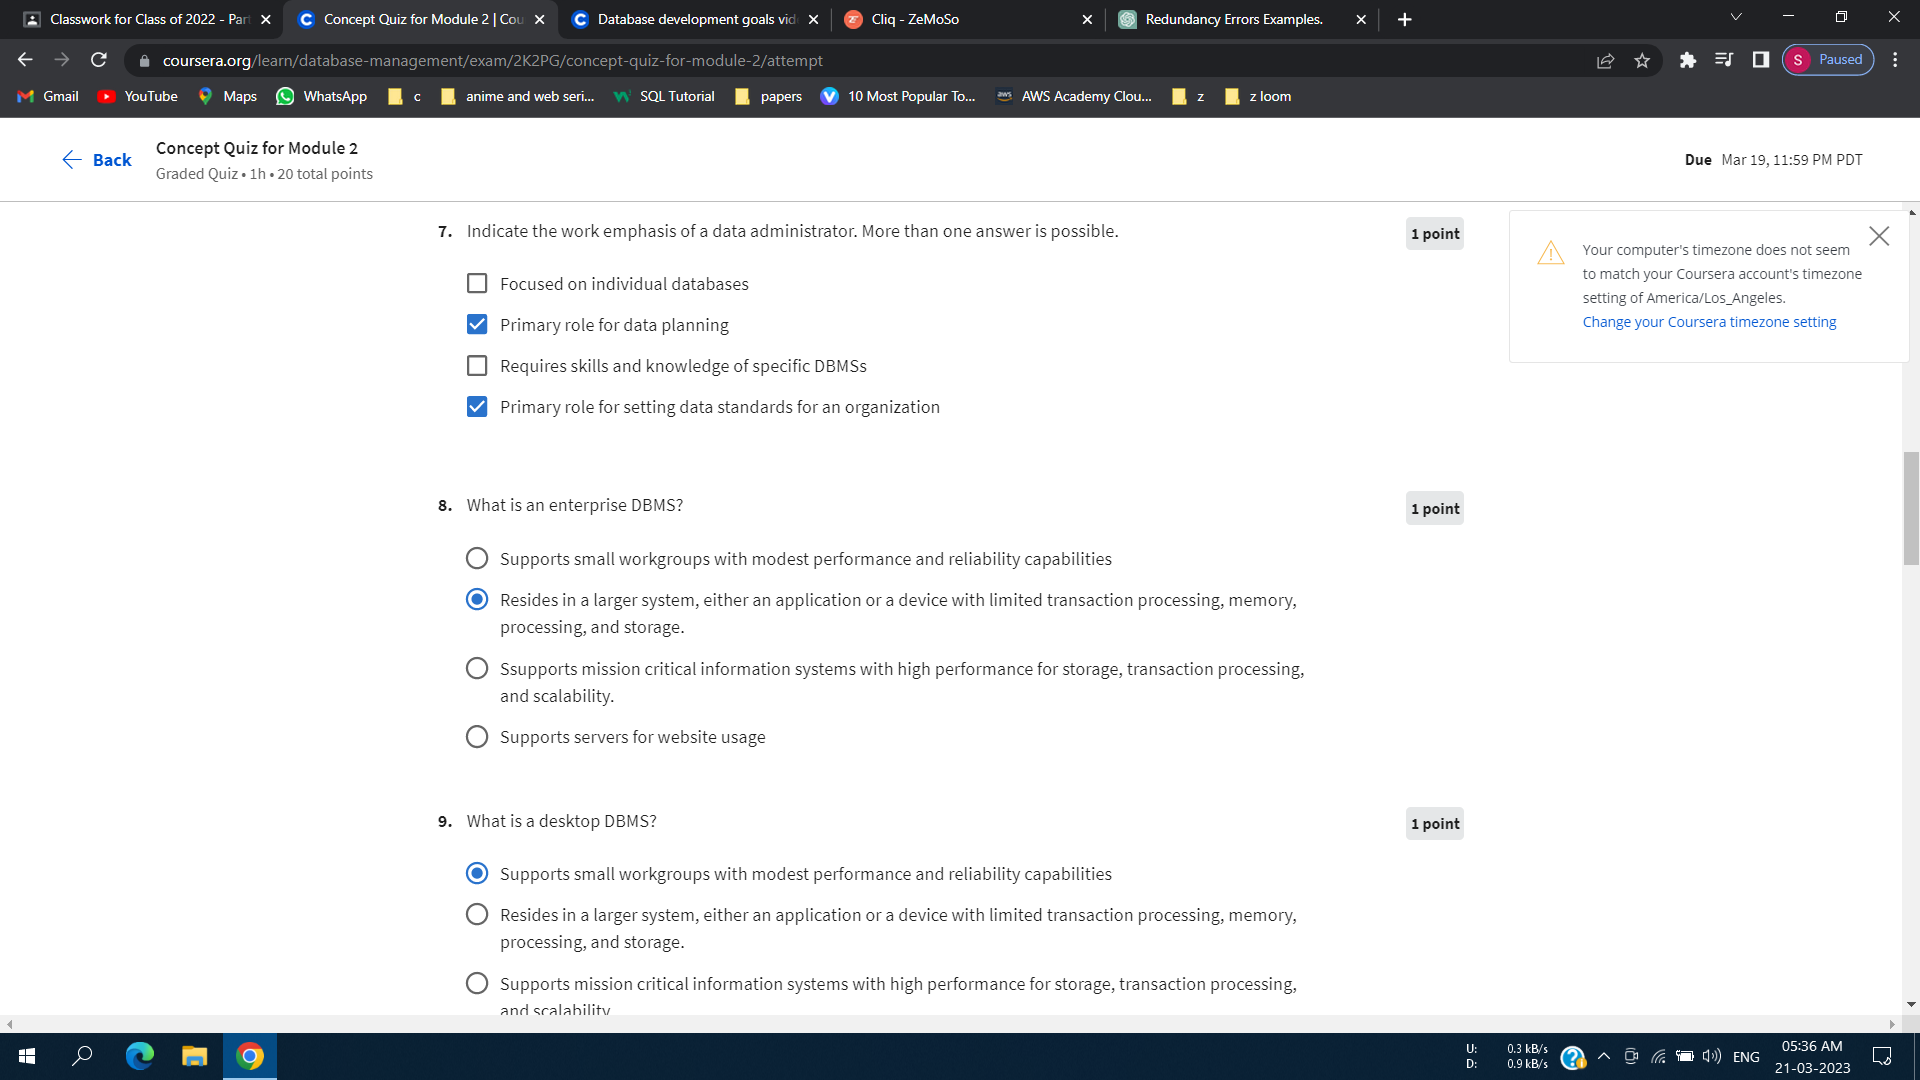 Classwork for Class of 2022 - Par
Concept Quiz for Module 2 | Cou
Database development goals vid
Cliq - ZeMoSo
Redundancy Errors Examples.
coursera.org/learn/database-management/exam/2K2PG/concept-quiz-for-module-2/attempt
S Paused
Gmail YouTube Maps WhatsApp c anime and web seri... SQL Tutorial papers 10 Most Popular To... AWS Academy Clou... z z loom
Back
Concept Quiz for Module 2
Graded Quiz • 1h • 20 total points
Due Mar 19, 11:59 PM PDT
7. Indicate the work emphasis of a data administrator. More than one answer is possible.
1 point
Focused on individual databases
Primary role for data planning
Requires skills and knowledge of specific DBMSs
Primary role for setting data standards for an organization
Your computer's timezone does not seem
to match your Coursera account's timezone
setting of America/Los_Angeles.
Change your Coursera timezone setting
8. What is an enterprise DBMS?
1 point
Supports small workgroups with modest performance and reliability capabilities
Resides in a larger system, either an application or a device with limited transaction processing, memory,
processing, and storage.
Ssupports mission critical information systems with high performance for storage, transaction processing,
and scalability.
Supports servers for website usage
9. What is a desktop DBMS?
1 point
Supports small workgroups with modest performance and reliability capabilities
Resides in a larger system, either an application or a device with limited transaction processing, memory,
processing, and storage.
Supports mission critical information systems with high performance for storage, transaction processing,
and scalability.
U: 0.3 kB/s
D: 0.9 kB/s
ENG
05:36 AM
21-03-2023